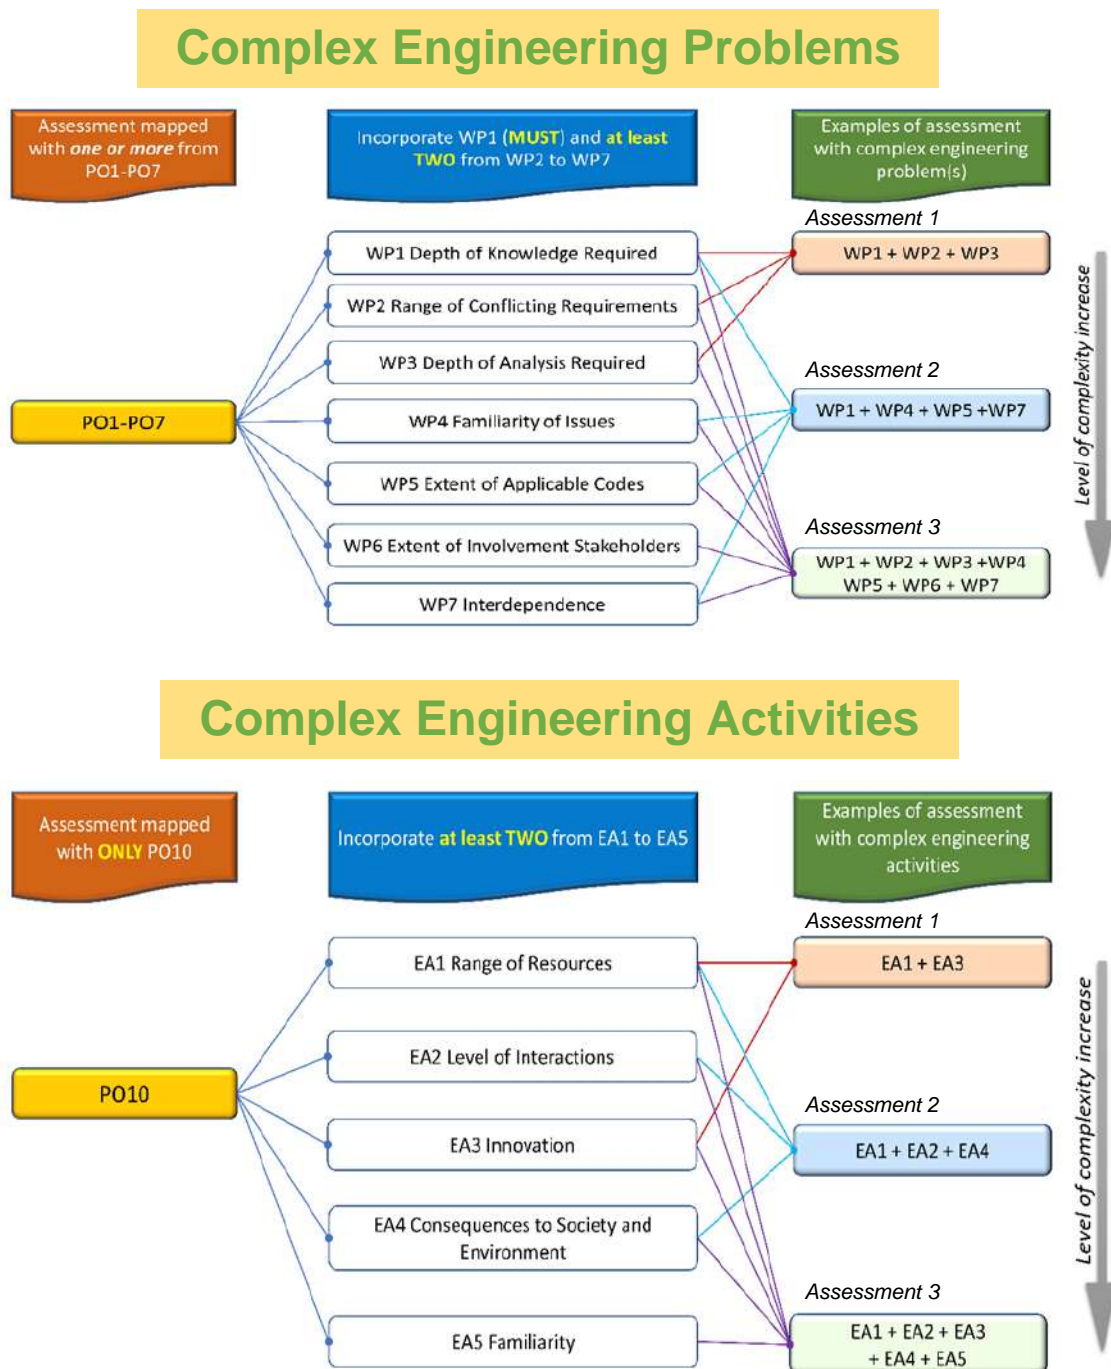 Complex Engineering Problems
Assessment mapped
with one or more from
PO1-PO7
Incorporate WP1 (MUST) and at least
TWO from WP2 to WP7
Examples of assessment
with complex engineering
problem(s)
Assessment 1
WP1 Depth of Knowledge Required
WP1 + WP2 + WP3
WP2 Range of Conflicting Requirements
WP3 Depth of Analysis Required
Assessment 2
PO1-PO7
WP4 Familiarity of Issues
WP1 + WP4 + WP5 +WP7
WP5 Extent of Applicable Codes
Assessment 3
WP6 Extent of Involvement Stakeholders
WP1 + WP2 + WP3 +WP4
WP5 + WP6 + WP7
WP7 Interdependence
Level of complexity increase
Complex Engineering Activities
Assessment mapped
with ONLY PO10
Incorporate at least TWO from EA1 to EA5
Examples of assessment
with complex engineering
activities
Assessment 1
EA1 Range of Resources
EA1 + EA3
EA2 Level of Interactions
PO10
Assessment 2
EA3 Innovation
EA1 + EA2 + EA4
EA4 Consequences to Society and
Environment
Assessment 3
EA5 Familiarity
EA1 + EA2 + EA3
+ EA4 + EA5
Level of complexity increase